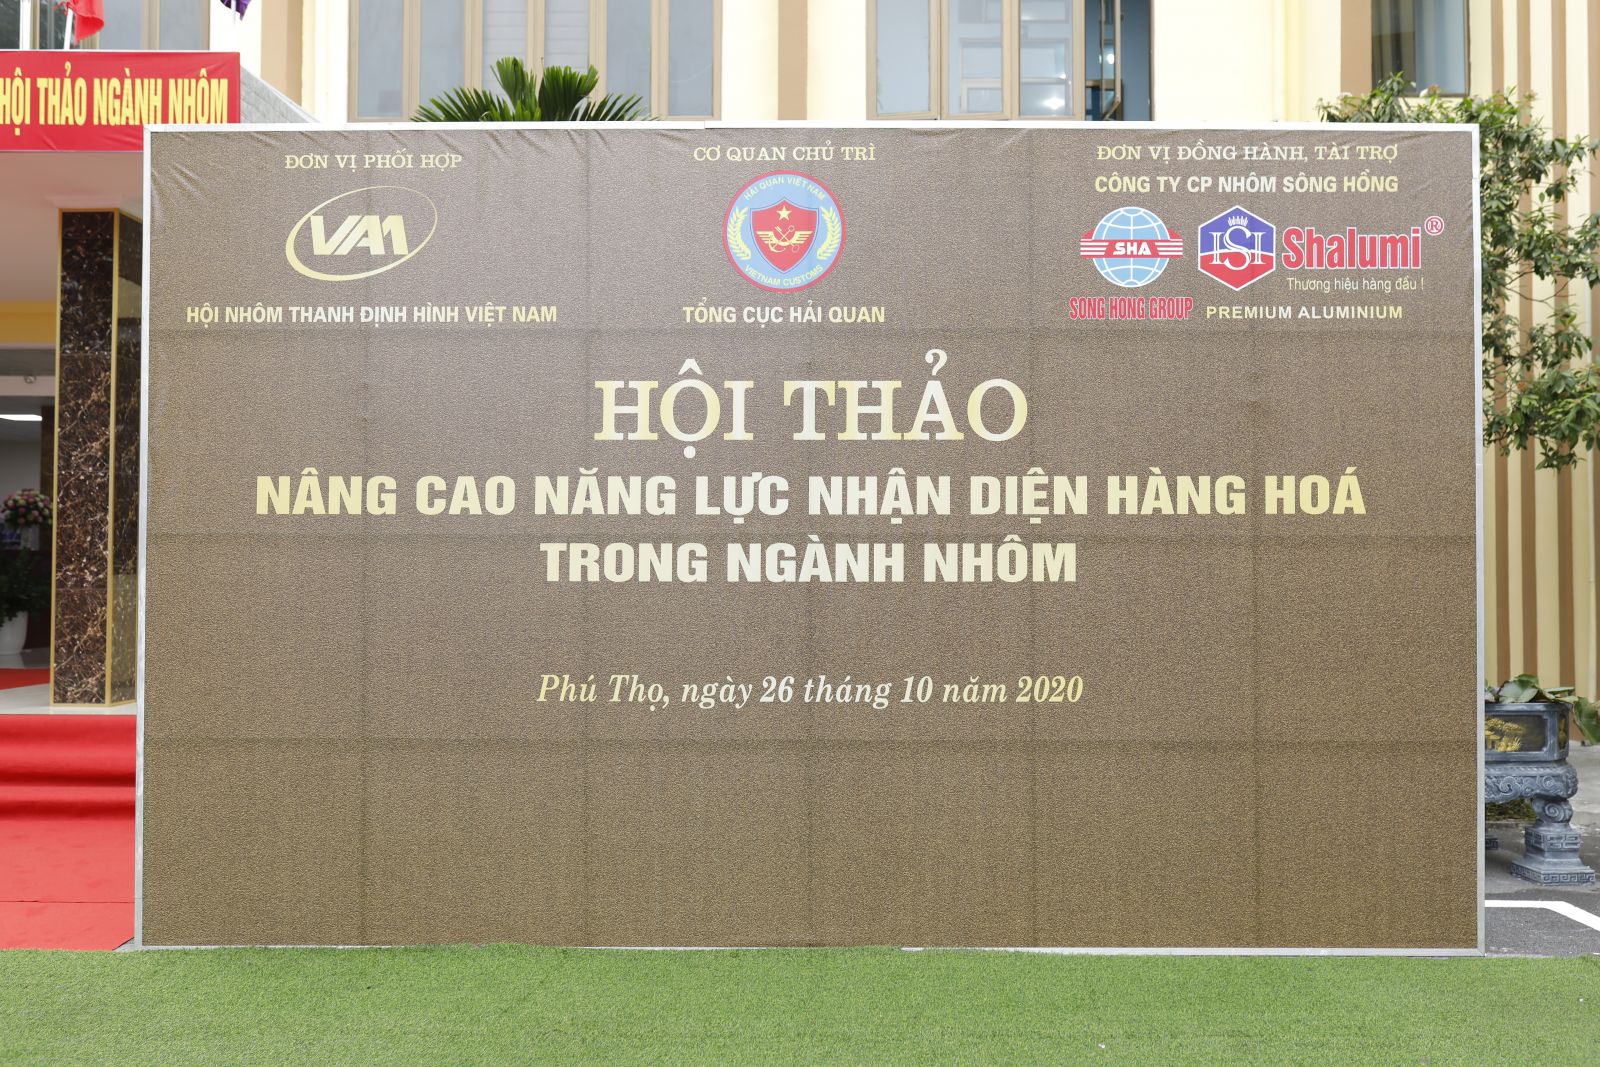 HỘI THẢO NGÀNH NHÔM
ĐƠN VỊ PHỐI HỢP
VAA
HỘI NHÔM THANH ĐỊNH HÌNH VIỆT NAM
CƠ QUAN CHỦ TRÌ
HẢI QUAN VIỆT NAM
VIETNAM CUSTOMS
TỔNG CỤC HẢI QUAN
ĐƠN VỊ ĐỒNG HÀNH, TÀI TRỢ
CÔNG TY CP NHÔM SÔNG HỒNG
SHA
SONG HONG GROUP
SH
Shalumi ®
Thương hiệu hàng đầu !
PREMIUM ALUMINIUM
HỘI THẢO
NÂNG CAO NĂNG LỰC NHẬN DIỆN HÀNG HOÁ
TRONG NGÀNH NHÔM
Phú Thọ, ngày 26 tháng 10 năm 2020